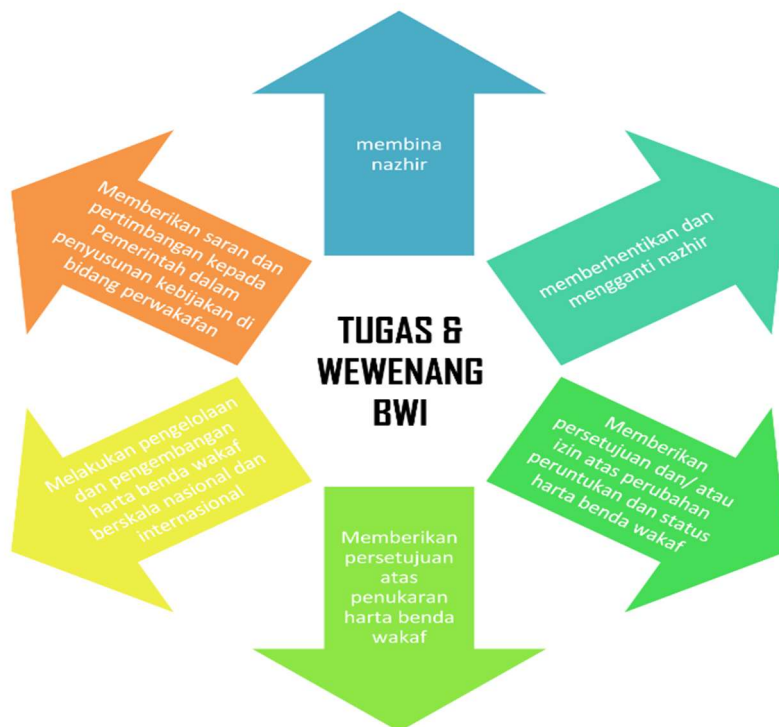 membina
nazhir
memberhentikan dan
mengganti nazhir
Memberikan
persetujuan dan/ atau
izin atas perubahan
peruntukan dan status
harta benda wakaf
Memberikan
persetujuan
atas
penukaran
harta benda
wakaf
Melakukan pengelolaan
dan pengembangan
harta benda wakaf
berskala nasional dan
internasional
Memberikan saran dan
pertimbangan kepada
Pemerintah dalam
penyusunan kebijakan di
bidang perwakafan
TUGAS &
WEWENANG
BWI